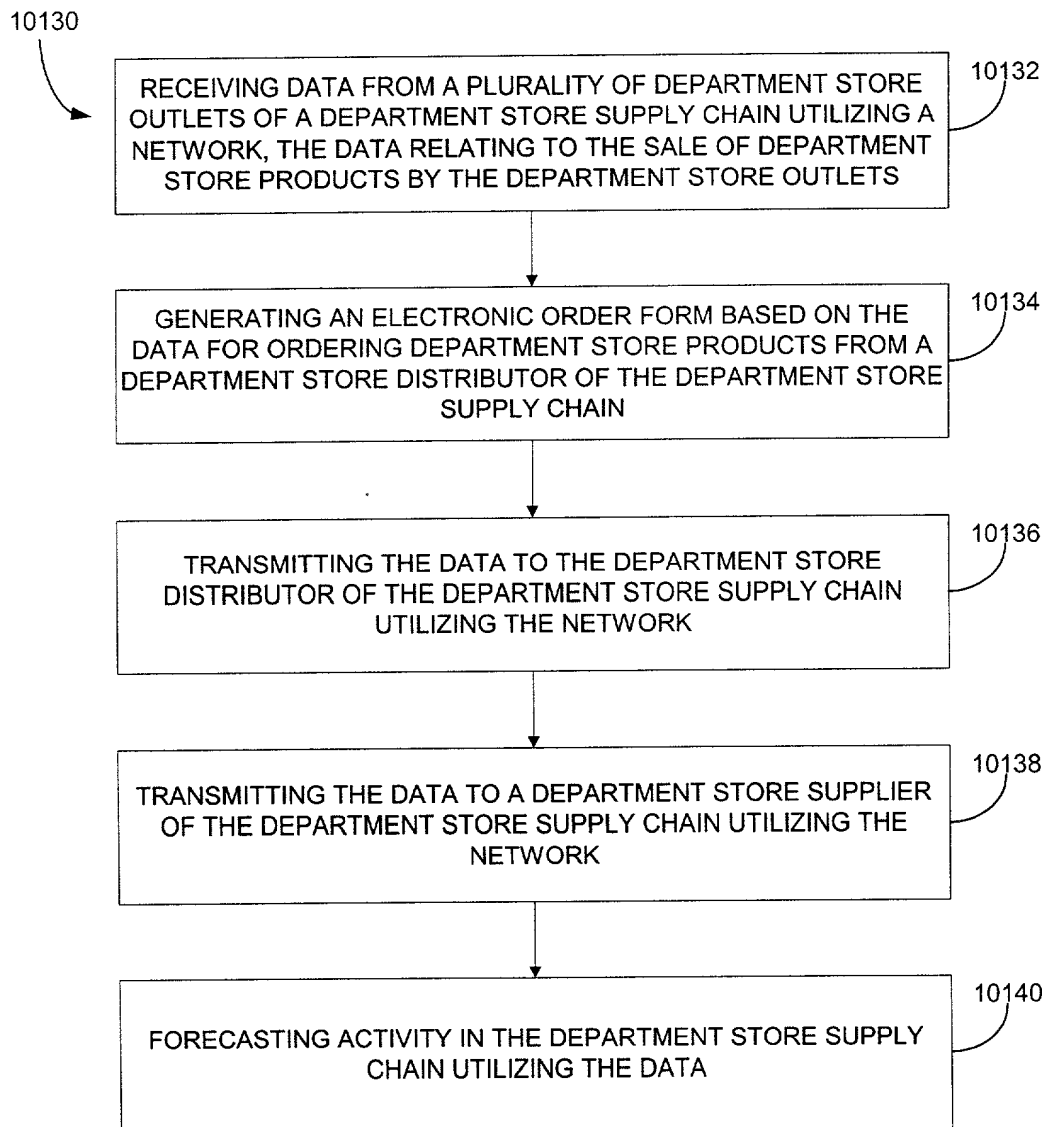 10130
RECEIVING DATA FROM A PLURALITY OF DEPARTMENT STORE
OUTLETS OF A DEPARTMENT STORE SUPPLY CHAIN UTILIZING A
NETWORK, THE DATA RELATING TO THE SALE OF DEPARTMENT
STORE PRODUCTS BY THE DEPARTMENT STORE OUTLETS
10132
GENERATING AN ELECTRONIC ORDER FORM BASED ON THE
DATA FOR ORDERING DEPARTMENT STORE PRODUCTS FROM A
DEPARTMENT STORE DISTRIBUTOR OF THE DEPARTMENT STORE
SUPPLY CHAIN
10134
TRANSMITTING THE DATA TO THE DEPARTMENT STORE
DISTRIBUTOR OF THE DEPARTMENT STORE SUPPLY CHAIN
UTILIZING THE NETWORK
10136
TRANSMITTING THE DATA TO A DEPARTMENT STORE SUPPLIER
OF THE DEPARTMENT STORE SUPPLY CHAIN UTILIZING THE
NETWORK
10138
FORECASTING ACTIVITY IN THE DEPARTMENT STORE SUPPLY
CHAIN UTILIZING THE DATA
10140